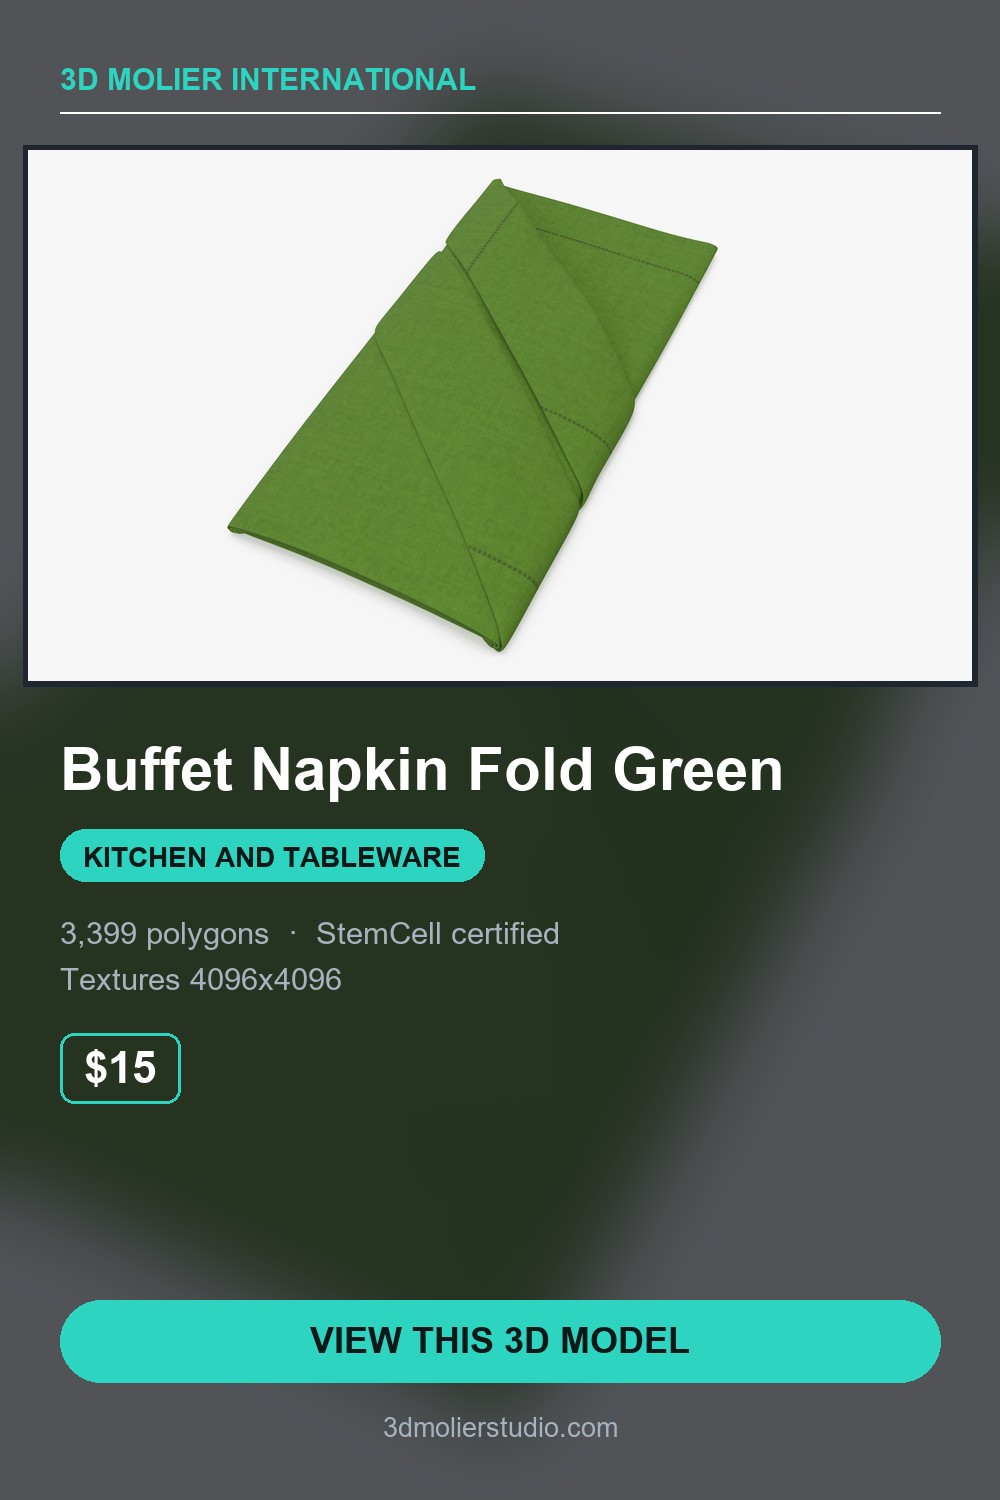 3D MOLIER INTERNATIONAL
Buffet Napkin Fold Green
KITCHEN AND TABLEWARE
3,399 polygons · StemCell certified
Textures 4096x4096
$15
VIEW THIS 3D MODEL
3dmolierstudio.com